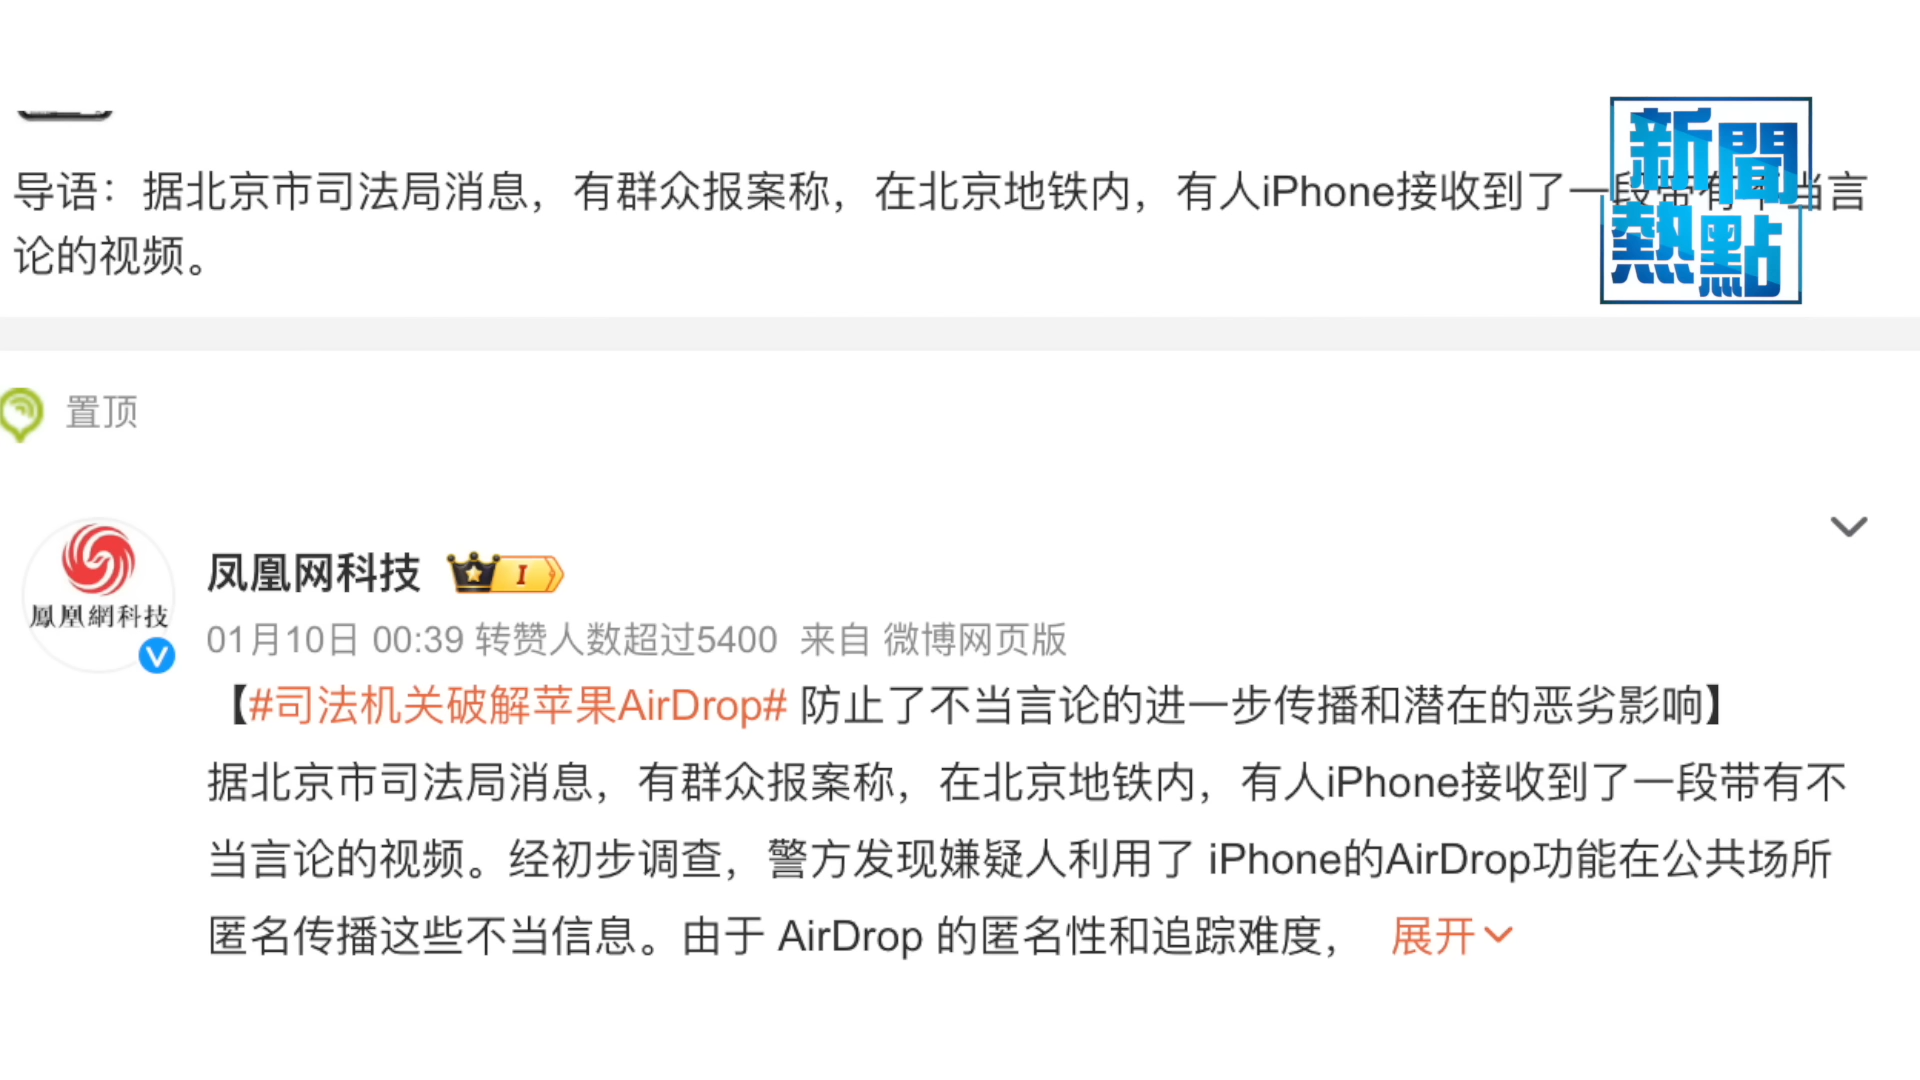 导语：据北京市司法局消息，有群众报案称，在北京地铁内，有人iPhone接收到了一段带有不当言
论的视频。
新聞
熱點
置顶
凤凰网科技
I
鳳凰網科技
01月10日 00:39 转赞人数超过5400 来自 微博网页版
【#司法机关破解苹果AirDrop# 防止了不当言论的进一步传播和潜在的恶劣影响】
据北京市司法局消息，有群众报案称，在北京地铁内，有人iPhone接收到了一段带有不
当言论的视频。经初步调查，警方发现嫌疑人利用了 iPhone的AirDrop功能在公共场所
匿名传播这些不当信息。由于 AirDrop 的匿名性和追踪难度， 展开